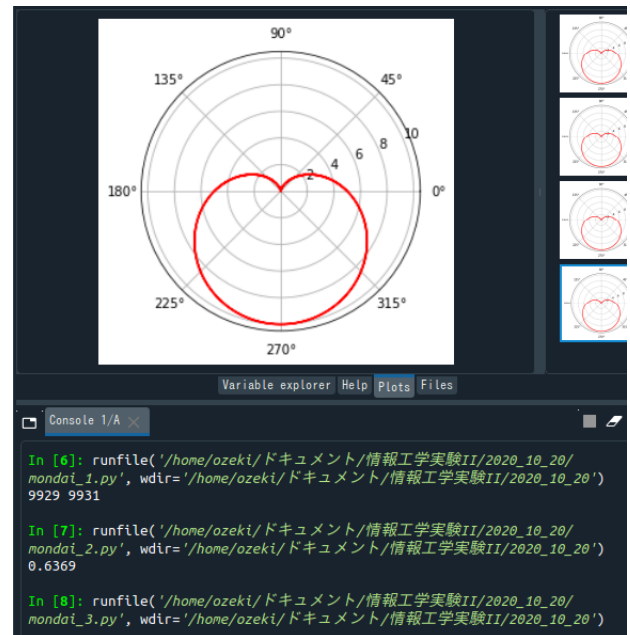 90°
135°
45°
10
8
6
4
2
180°
0°
225°
315°
270°
Variable explorer Help Plots Files
Console 1/A
In [6]: runfile('/home/ozeki/ドキュメント/情報工学実験II/2020_10_20/
mondai_1.py', wdir='/home/ozeki/ドキュメント/情報工学実験II/2020_10_20')
9929 9931
In [7]: runfile('/home/ozeki/ドキュメント/情報工学実験II/2020_10_20/
mondai_2.py', wdir='/home/ozeki/ドキュメント/情報工学実験II/2020_10_20')
0.6369
In [8]: runfile('/home/ozeki/ドキュメント/情報工学実験II/2020_10_20/
mondai_3.py', wdir='/home/ozeki/ドキュメント/情報工学実験II/2020_10_20')